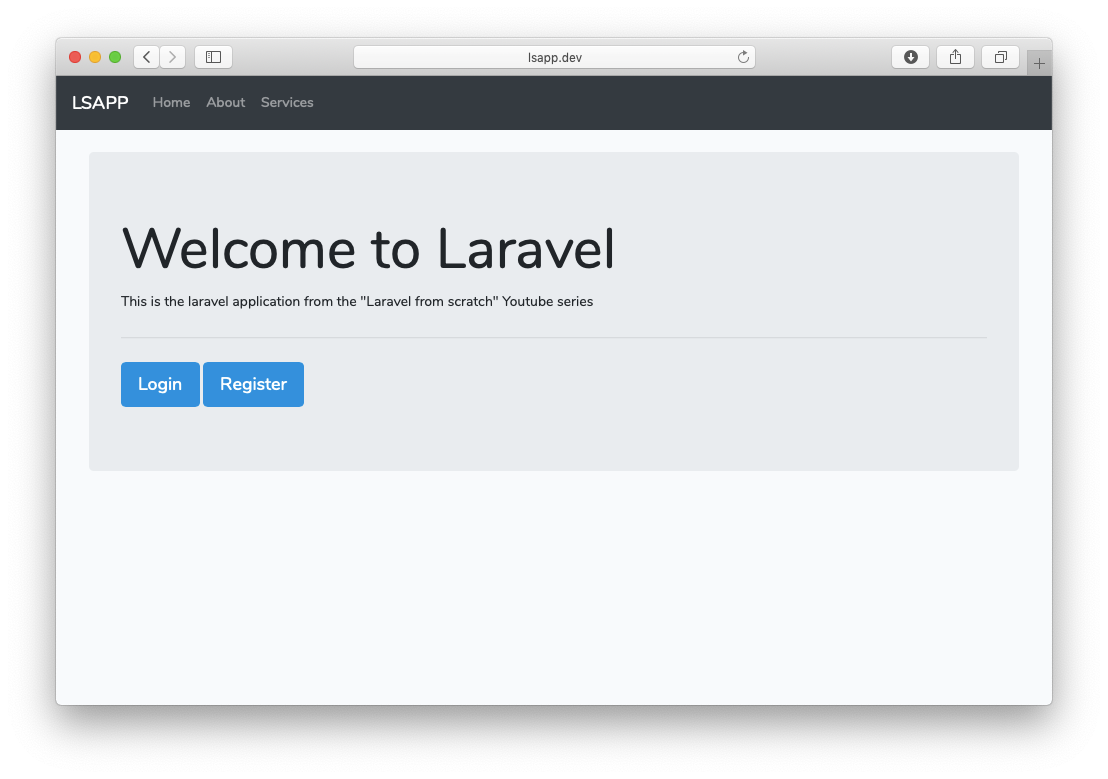 lsapp.dev
LSAPP Home About Services
Welcome to Laravel
This is the laravel application from the "Laravel from scratch" Youtube series
Login Register